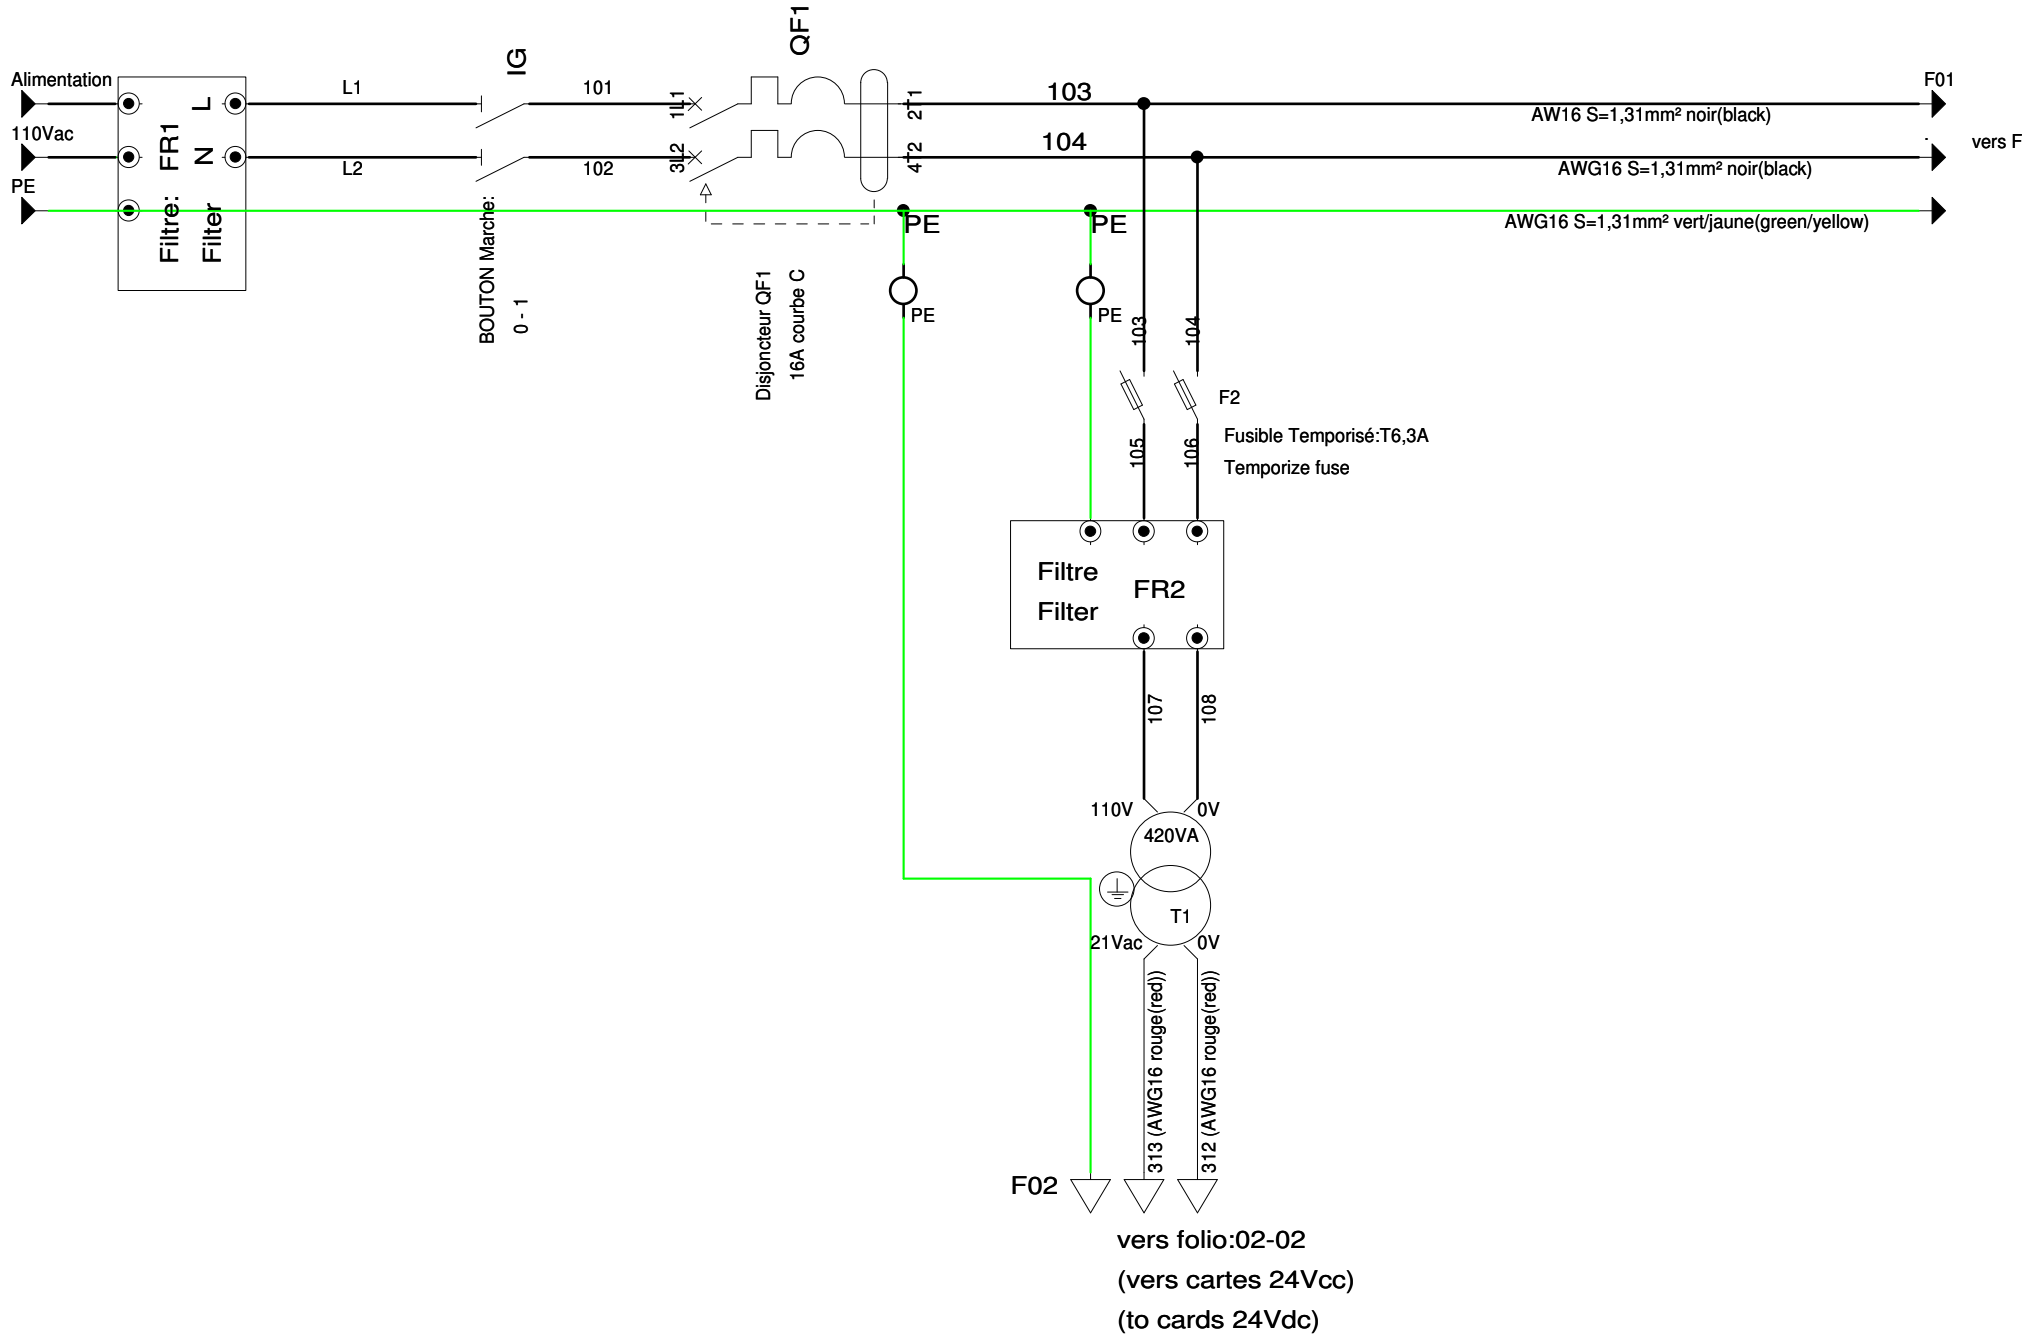 Alimentation
110Vac
PE
FR1
L
N
Filtre:
Filter
L1
L2
IG
BOUTON Marche:
0 - 1
101
102
QF1
1L1
3L2
2T1
4T2
Disjoncteur QF1
16A courbe C
103
104
PE
PE
PE
PE
AW16 S=1,31mm² noir(black)
AWG16 S=1,31mm² noir(black)
AWG16 S=1,31mm² vert/jaune(green/yellow)
F01
vers F
103
104
F2
Fusible Temporisé:T6,3A
Temporize fuse
105
106
Filtre
Filter
FR2
107
108
110V
0V
420VA
T1
21Vac
0V
313 (AWG16 rouge(red))
312 (AWG16 rouge(red))
F02
vers folio:02-02
(vers cartes 24Vcc)
(to cards 24Vdc)